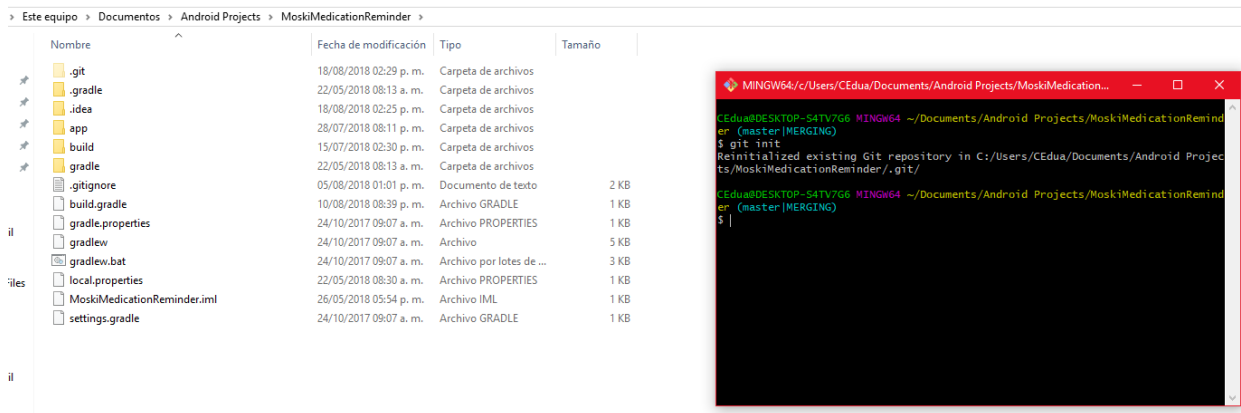 Este equipo > Documentos > Android Projects > MoskiMedicationReminder >
Nombre Fecha de modificación Tipo Tamaño
.git 18/08/2018 02:29 p. m. Carpeta de archivos
.gradle 22/05/2018 08:13 a. m. Carpeta de archivos
.idea 18/08/2018 02:25 p. m. Carpeta de archivos
app 28/07/2018 08:11 p. m. Carpeta de archivos
build 15/07/2018 02:30 p. m. Carpeta de archivos
gradle 22/05/2018 08:13 a. m. Carpeta de archivos
.gitignore 05/08/2018 01:01 p. m. Documento de texto 2 KB
build.gradle 10/08/2018 08:39 p. m. Archivo GRADLE 1 KB
gradle.properties 24/10/2017 09:07 a. m. Archivo PROPERTIES 1 KB
gradlew 24/10/2017 09:07 a. m. Archivo 5 KB
gradlew.bat 24/10/2017 09:07 a. m. Archivo por lotes de ... 3 KB
local.properties 22/05/2018 08:30 a. m. Archivo PROPERTIES 1 KB
MoskiMedicationReminder.iml 26/05/2018 05:54 p. m. Archivo IML 1 KB
settings.gradle 24/10/2017 09:07 a. m. Archivo GRADLE 1 KB
il
files
il
MINGW64:/c/Users/CEdua/Documents/Android Projects/MoskiMedication...
CEdua@DESKTOP-S4TV7G6 MINGW64 ~/Documents/Android Projects/MoskiMedicationRemind
er (master|MERGING)
$ git init
Reinitialized existing Git repository in C:/Users/CEdua/Documents/Android Projec
ts/MoskiMedicationReminder/.git/
CEdua@DESKTOP-S4TV7G6 MINGW64 ~/Documents/Android Projects/MoskiMedicationRemind
er (master|MERGING)
$